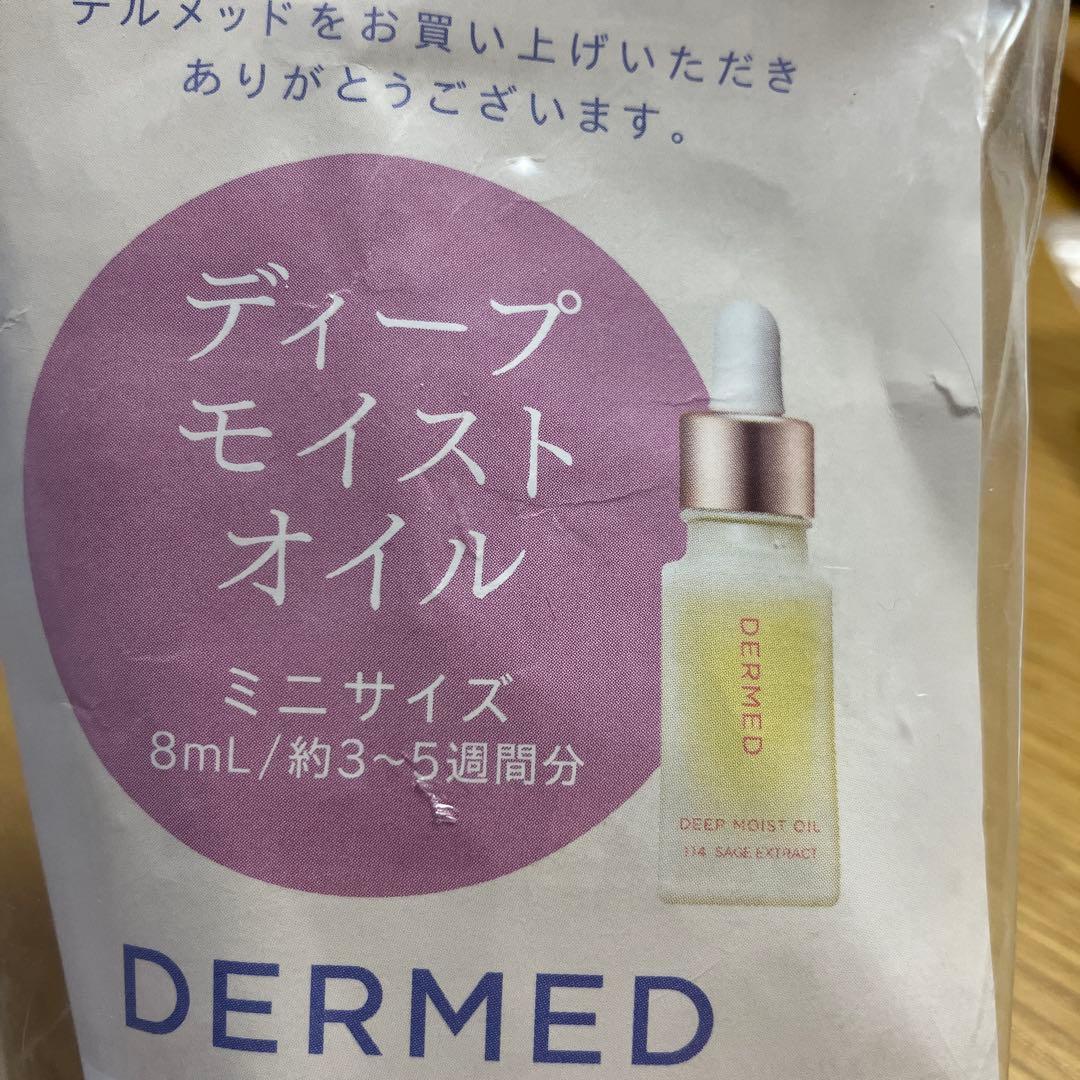 デルメッドをお買い上げいただき
ありがとうございます。
ディープ
モイスト
オイル
ミニサイズ
8mL/約3~5週間分
DERMED
DEEP MOIST OIL
114 SAGE EXTRACT
DERMED